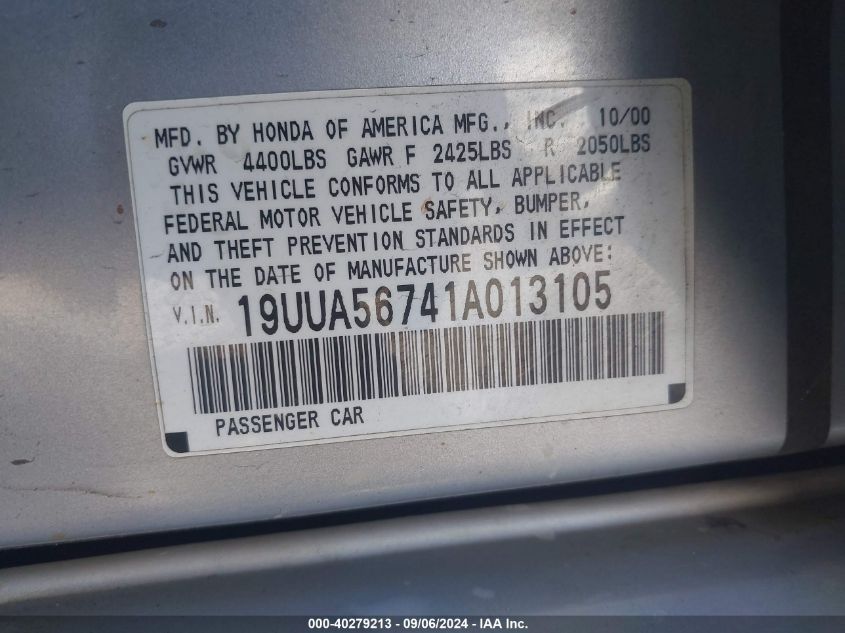 MFD. BY HONDA OF AMERICA MFG., INC. 10/00
GVWR 4400LBS GAWR F 2425LBS R 2050LBS
THIS VEHICLE CONFORMS TO ALL APPLICABLE
FEDERAL MOTOR VEHICLE SAFETY, BUMPER,
AND THEFT PREVENTION STANDARDS IN EFFECT
ON THE DATE OF MANUFACTURE SHOWN ABOVE:
V.I.N. 19UUA56741A013105
PASSENGER CAR
000-40279213 - 09/06/2024 - IAA Inc.